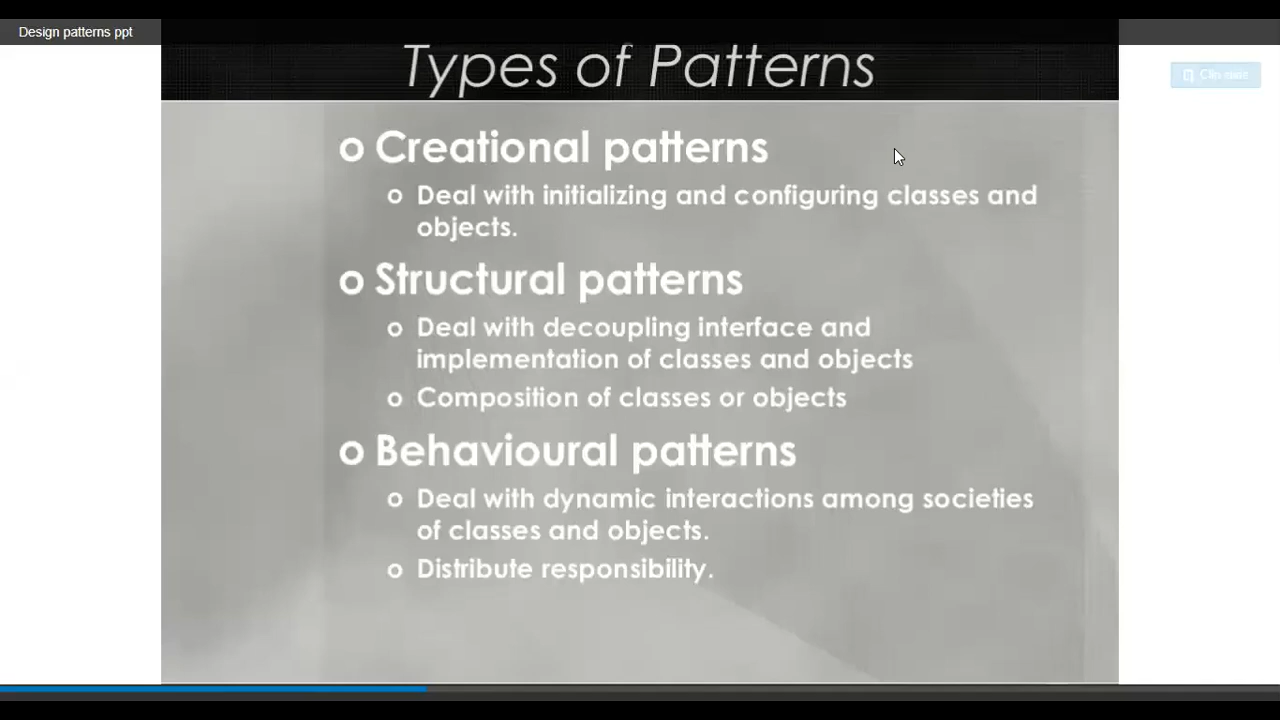 Design patterns ppt
Types of Patterns
Clip slide
o Creational patterns
o Deal with initializing and configuring classes and
objects.
o Structural patterns
o Deal with decoupling interface and
implementation of classes and objects
o Composition of classes or objects
o Behavioural patterns
o Deal with dynamic interactions among societies
of classes and objects.
o Distribute responsibility.